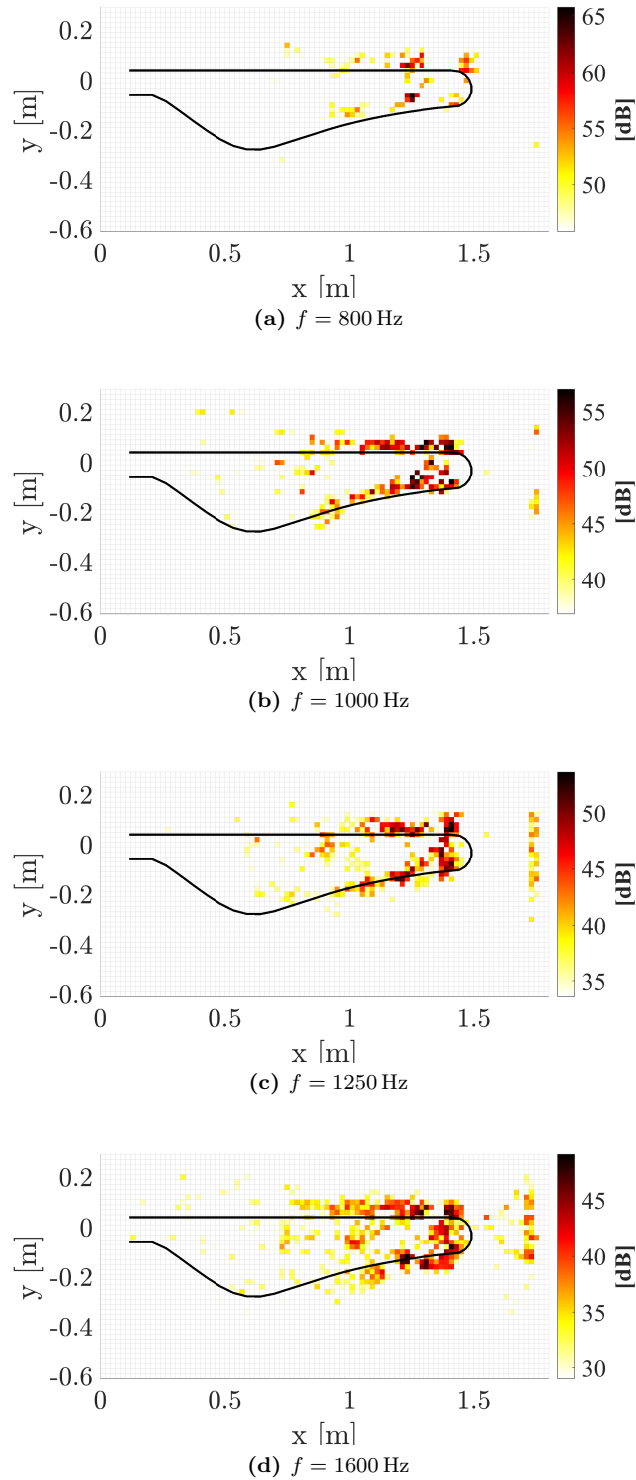 0.2
0
-0.2
-0.4
-0.6
y [m]
0 0.5 1 1.5
x [m]
65
60
55
50
[dB]
(a) f = 800 Hz
0.2
0
-0.2
-0.4
-0.6
y [m]
0 0.5 1 1.5
x [m]
55
50
45
40
[dB]
(b) f = 1000 Hz
0.2
0
-0.2
-0.4
-0.6
y [m]
0 0.5 1 1.5
x [m]
50
45
40
35
[dB]
(c) f = 1250 Hz
0.2
0
-0.2
-0.4
-0.6
y [m]
0 0.5 1 1.5
x [m]
45
40
35
30
[dB]
(d) f = 1600 Hz